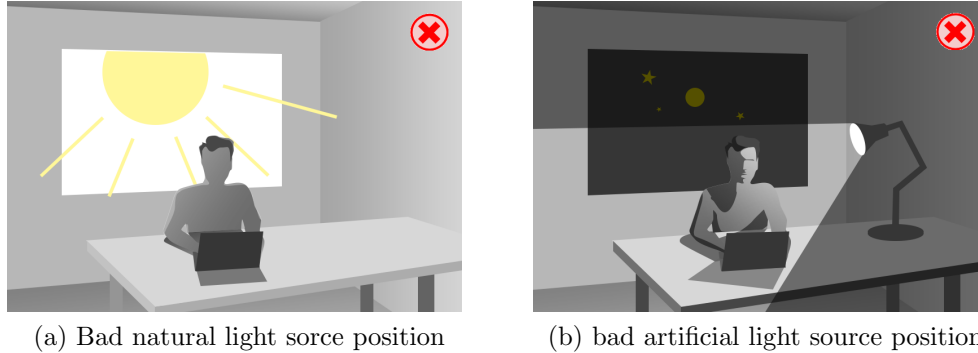 (a) Bad natural light sorce position
(b) bad artificial light source position